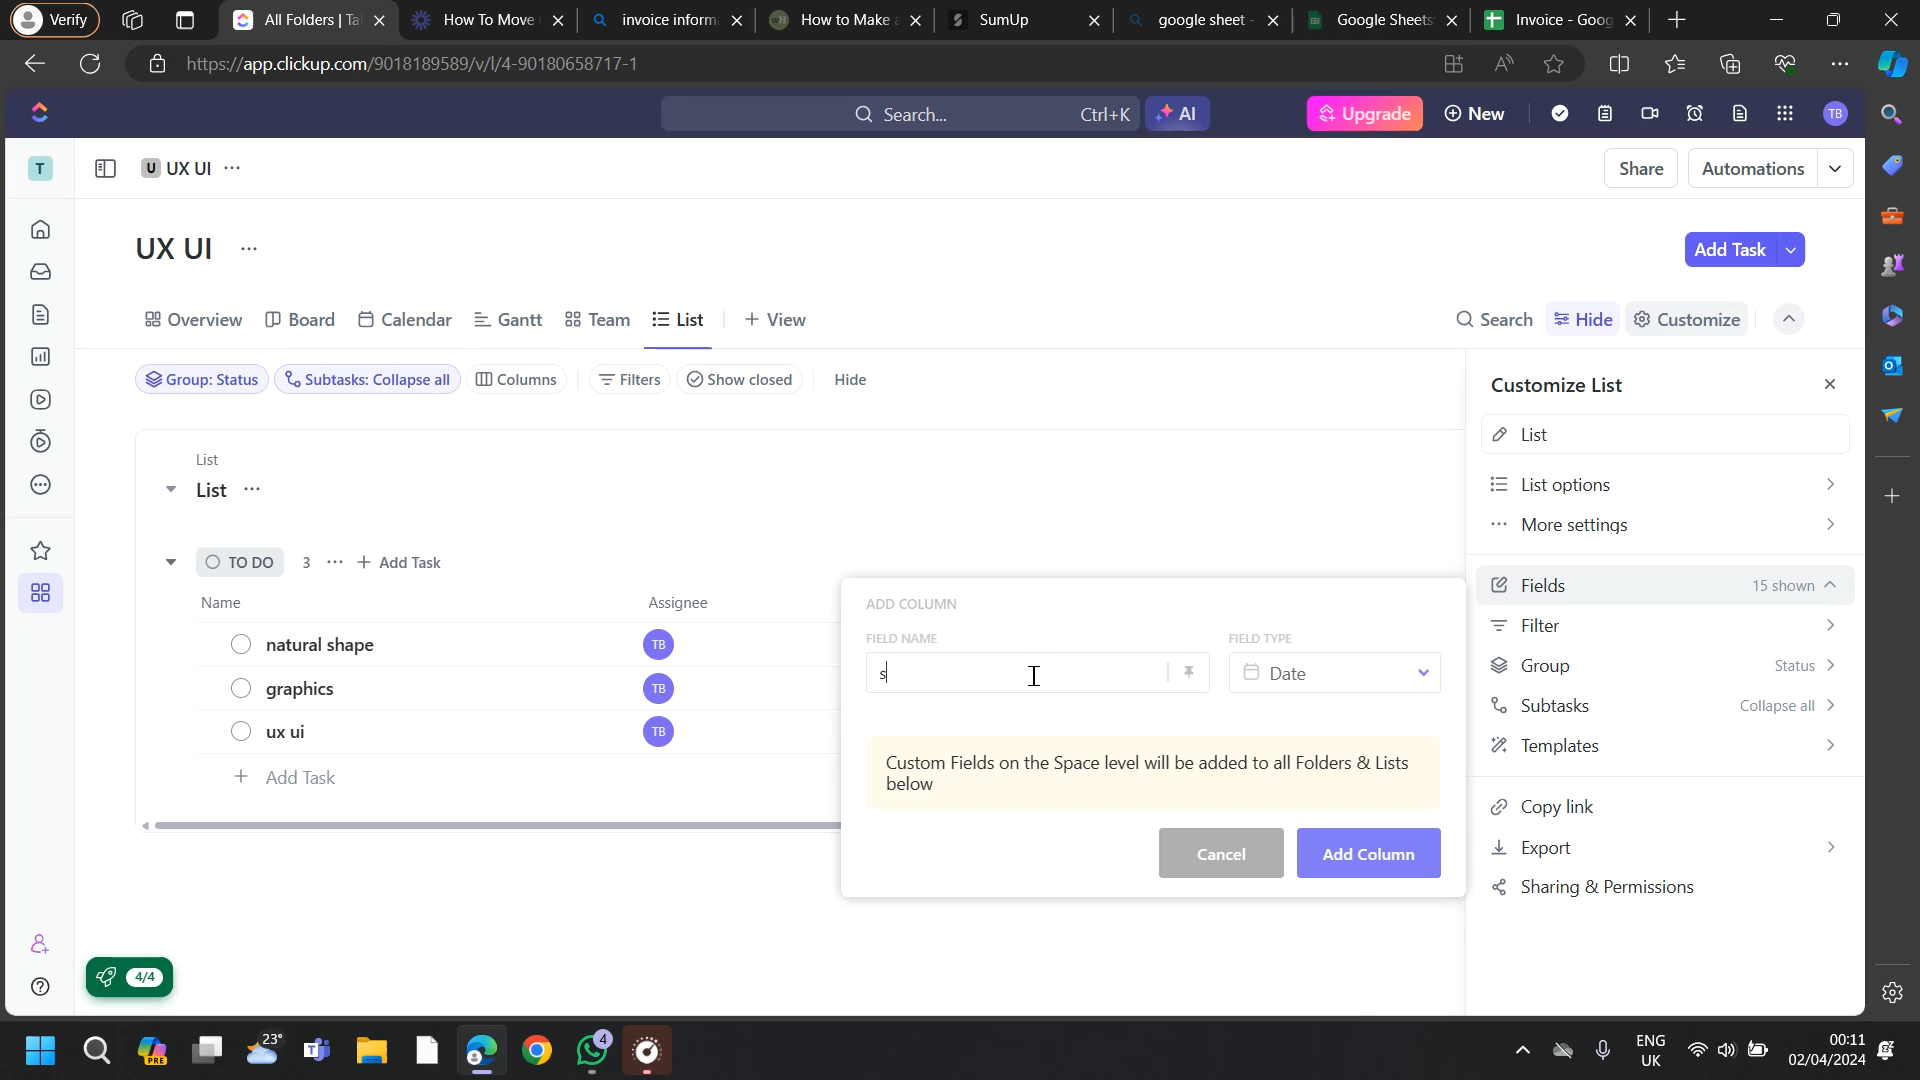 Verify
All Folders | Ta
How To Move
invoice inform
How to Make
SumUp
google sheet -
Google Sheets
Invoice - Goog
https://app.clickup.com/9018189589/v/l/4-90180658717-1
Search...
Ctrl+K
AI
Upgrade
New
TB
T
U UX UI
Share
Automations
UX UI
Add Task
Overview
Board
Calendar
Gantt
Team
List
View
Search
Hide
Customize
Group: Status
Subtasks: Collapse all
Columns
Filters
Show closed
Hide
Customize List
List
List options
More settings
Fields
15 shown
Filter
Group
Status
Subtasks
Collapse all
Templates
Copy link
Export
Sharing & Permissions
List
List
TO DO
3
Add Task
Name
Assignee
natural shape
TB
graphics
TB
ux ui
TB
Add Task
ADD COLUMN
FIELD NAME
FIELD TYPE
s
Date
Custom Fields on the Space level will be added to all Folders & Lists
below
Cancel
Add Column
4/4
PRE
23°
4
ENG
UK
00:11
02/04/2024